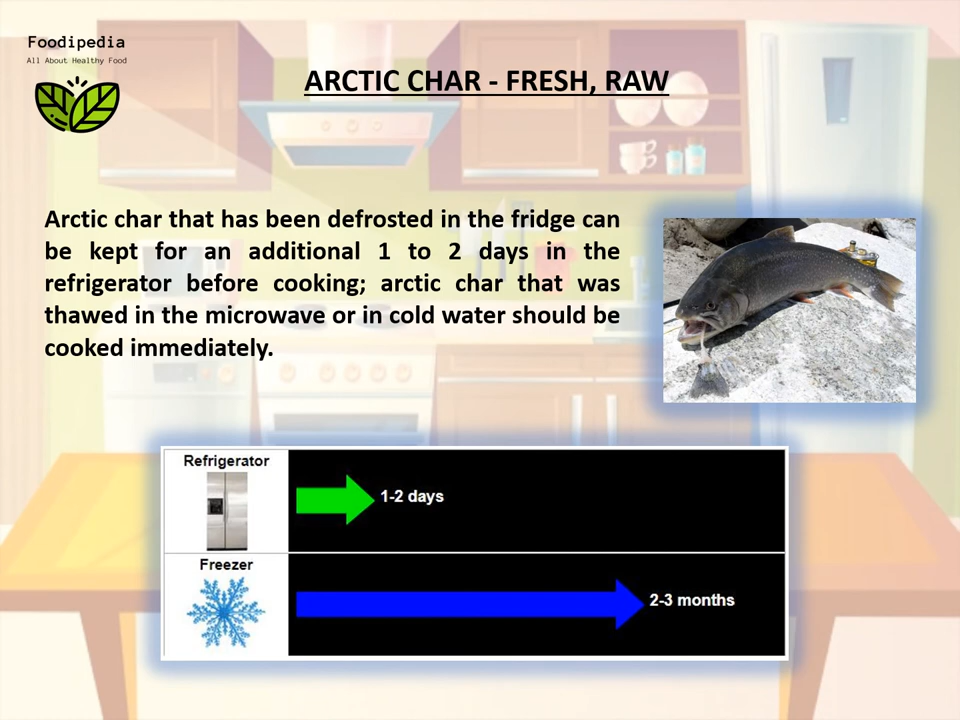 Foodipedia
All About Healthy Food
ARCTIC CHAR - FRESH, RAW
Arctic char that has been defrosted in the fridge can
be kept for an additional 1 to 2 days in the
refrigerator before cooking; arctic char that was
thawed in the microwave or in cold water should be
cooked immediately.
Refrigerator
1-2 days
Freezer
2-3 months